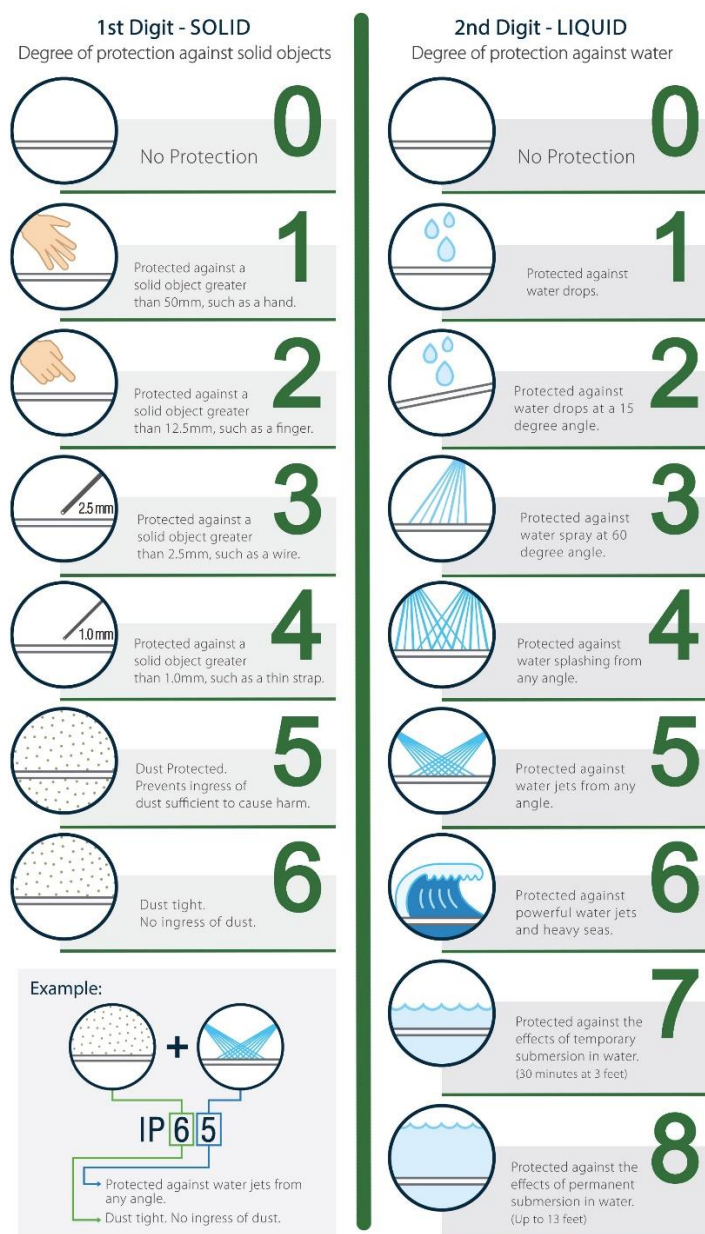 1st Digit - SOLID
Degree of protection against solid objects
0
No Protection
1
Protected against a
solid object greater
than 50mm, such as a hand.
2
Protected against a
solid object greater
than 12.5mm, such as a finger.
3
2.5 mm
Protected against a
solid object greater
than 2.5mm, such as a wire.
4
1.0 mm
Protected against a
solid object greater
than 1.0mm, such as a thin strap.
5
Dust Protected.
Prevents ingress of
dust sufficient to cause harm.
6
Dust tight.
No ingress of dust.
Example:
+
IP 6 5
Protected against water jets from
any angle.
Dust tight. No ingress of dust.
2nd Digit - LIQUID
Degree of protection against water
0
No Protection
1
Protected against
water drops.
2
Protected against
water drops at a 15
degree angle.
3
Protected against
water spray at 60
degree angle.
4
Protected against
water splashing from
any angle.
5
Protected against
water jets from any
angle.
6
Protected against
powerful water jets
and heavy seas.
7
Protected against the
effects of temporary
submersion in water.
(30 minutes at 3 feet)
8
Protected against the
effects of permanent
submersion in water.
(Up to 13 feet)